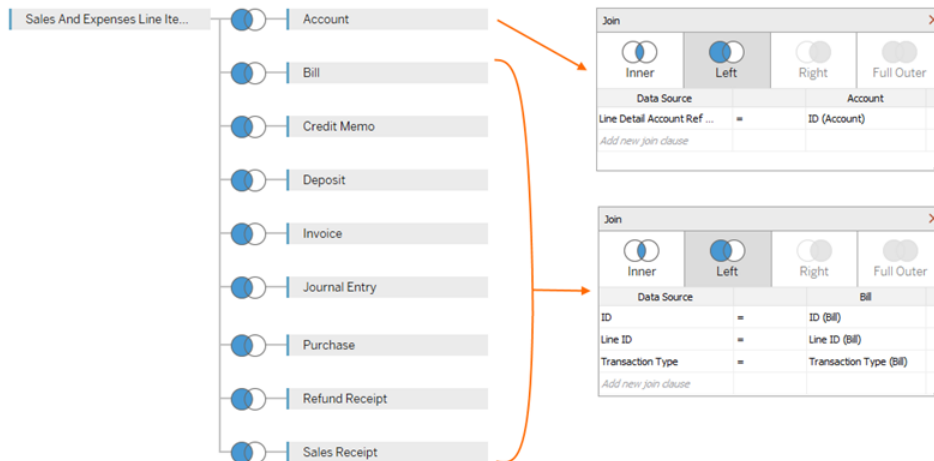 Sales And Expenses Line Ite...
Account
Bill
Credit Memo
Deposit
Invoice
Journal Entry
Purchase
Refund Receipt
Sales Receipt
Join
Inner Left Right Full Outer
Data Source Account
Line Detail Account Ref ... = ID (Account)
Add new join clause
Join
Inner Left Right Full Outer
Data Source Bill
ID = ID (Bill)
Line ID = Line ID (Bill)
Transaction Type = Transaction Type (Bill)
Add new join clause